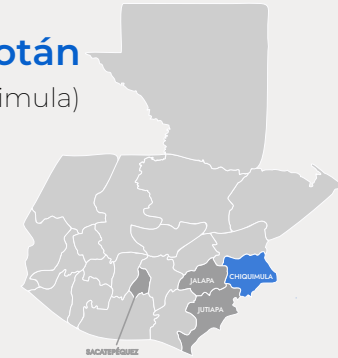 otán
imula)
JALAPA
CHIQUIMULA
JUTIAPA
SACATEPÉQUEZ